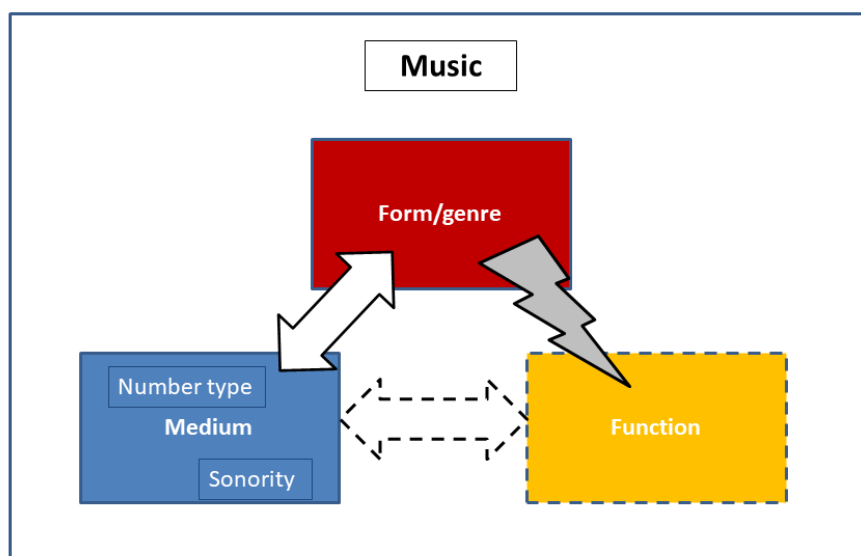 Music
Form/genre
Number type
Medium
Function
Sonority